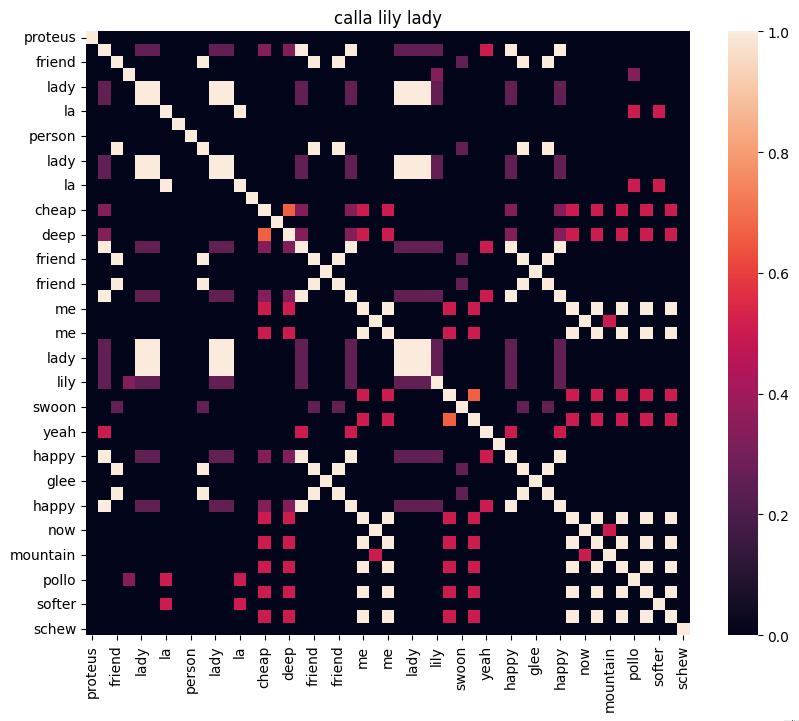 calla lily lady
proteus
friend
lady
la
person
lady
la
cheap
deep
friend
friend
me
me
lady
lily
swoon
yeah
happy
glee
happy
now
mountain
pollo
softer
schew
1.0
0.8
0.6
0.4
0.2
0.0
proteus
friend
lady
la
person
lady
la
cheap
deep
friend
friend
me
me
lady
lily
swoon
yeah
happy
glee
happy
now
mountain
pollo
softer
schew